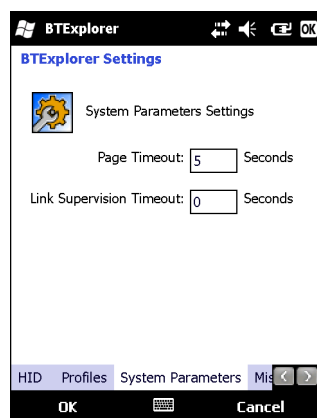 BTExplorer OK
BTExplorer Settings
System Parameters Settings
Page Timeout: 5 Seconds
Link Supervision Timeout: 0 Seconds
HID Profiles System Parameters Mis
OK Cancel